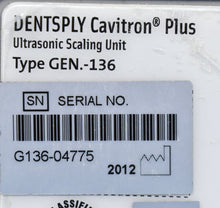 DENTSPLY Cavitron® Plus
Ultrasonic Scaling Unit
Type GEN.-136
SN SERIAL NO.
G136-04775
2012